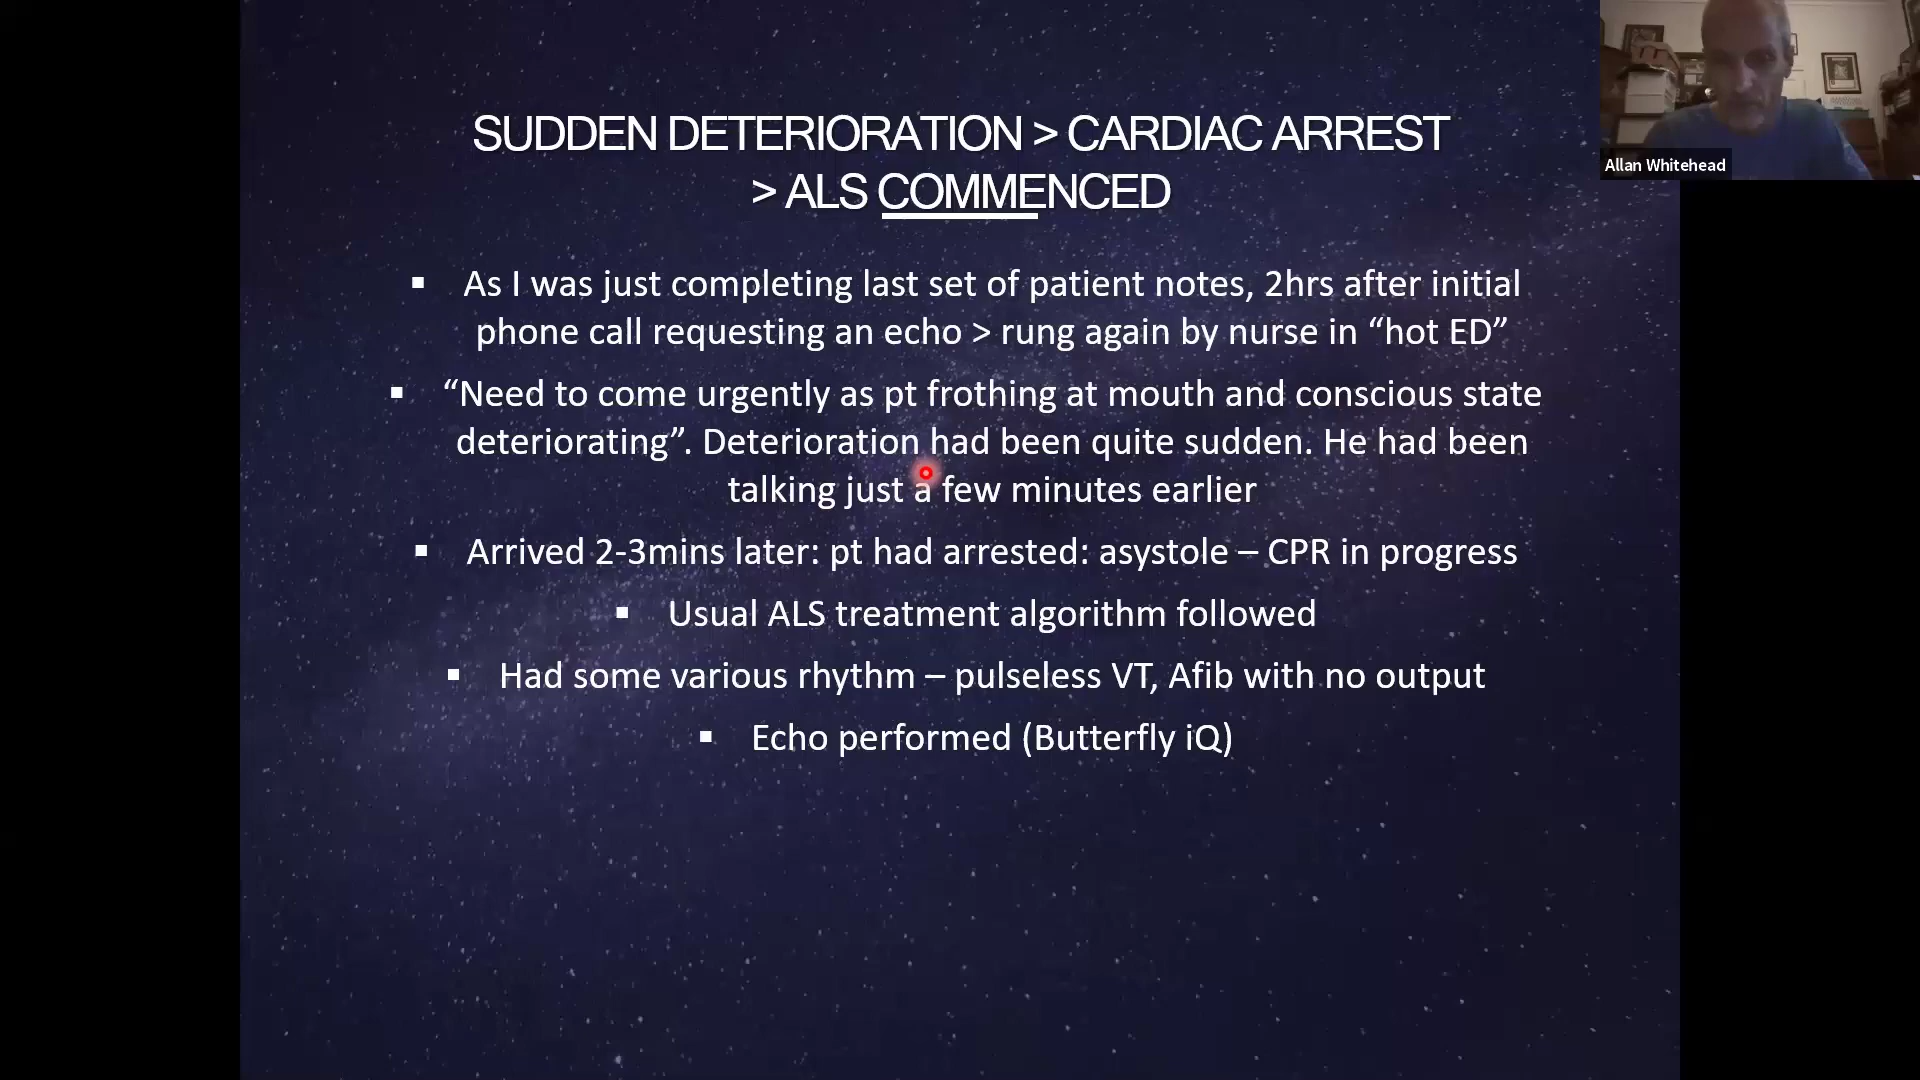 SUDDEN DETERIORATION > CARDIAC ARREST
> ALS COMMENCED
Allan Whitehead
▪ As I was just completing last set of patient notes, 2hrs after initial
phone call requesting an echo > rung again by nurse in “hot ED”
▪ “Need to come urgently as pt frothing at mouth and conscious state
deteriorating”. Deterioration had been quite sudden. He had been
talking just a few minutes earlier
▪ Arrived 2-3mins later: pt had arrested: asystole – CPR in progress
▪ Usual ALS treatment algorithm followed
▪ Had some various rhythm – pulseless VT, Afib with no output
▪ Echo performed (Butterfly iQ)